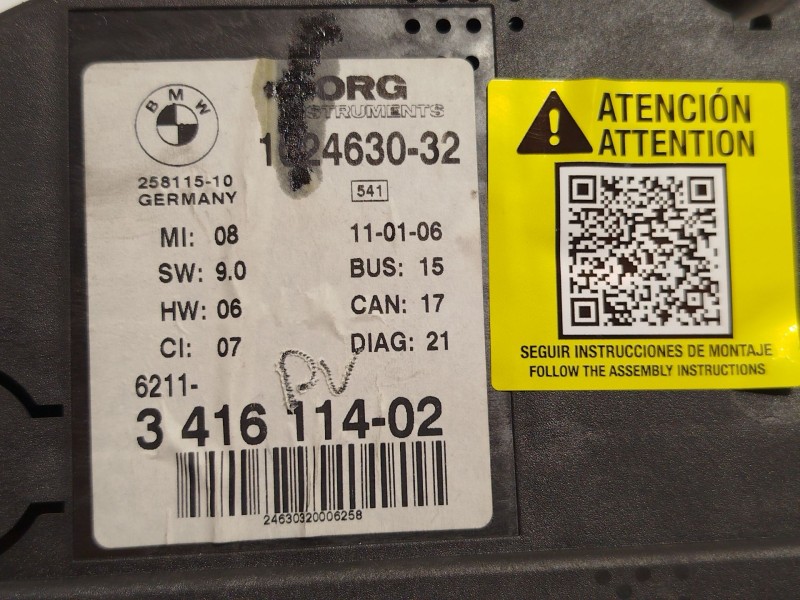 BMW
ORG
INSTRUMENTS
24630-32
258115-10
GERMANY
541
MI: 08
11-01-06
SW: 9.0
BUS: 15
HW: 06
CAN: 17
CI: 07
DIAG: 21
PV
6211-
3 416 114-02
24630320006258
ATENCIÓN
ATTENTION
SEGUIR INSTRUCCIONES DE MONTAJE
FOLLOW THE ASSEMBLY INSTRUCTIONS